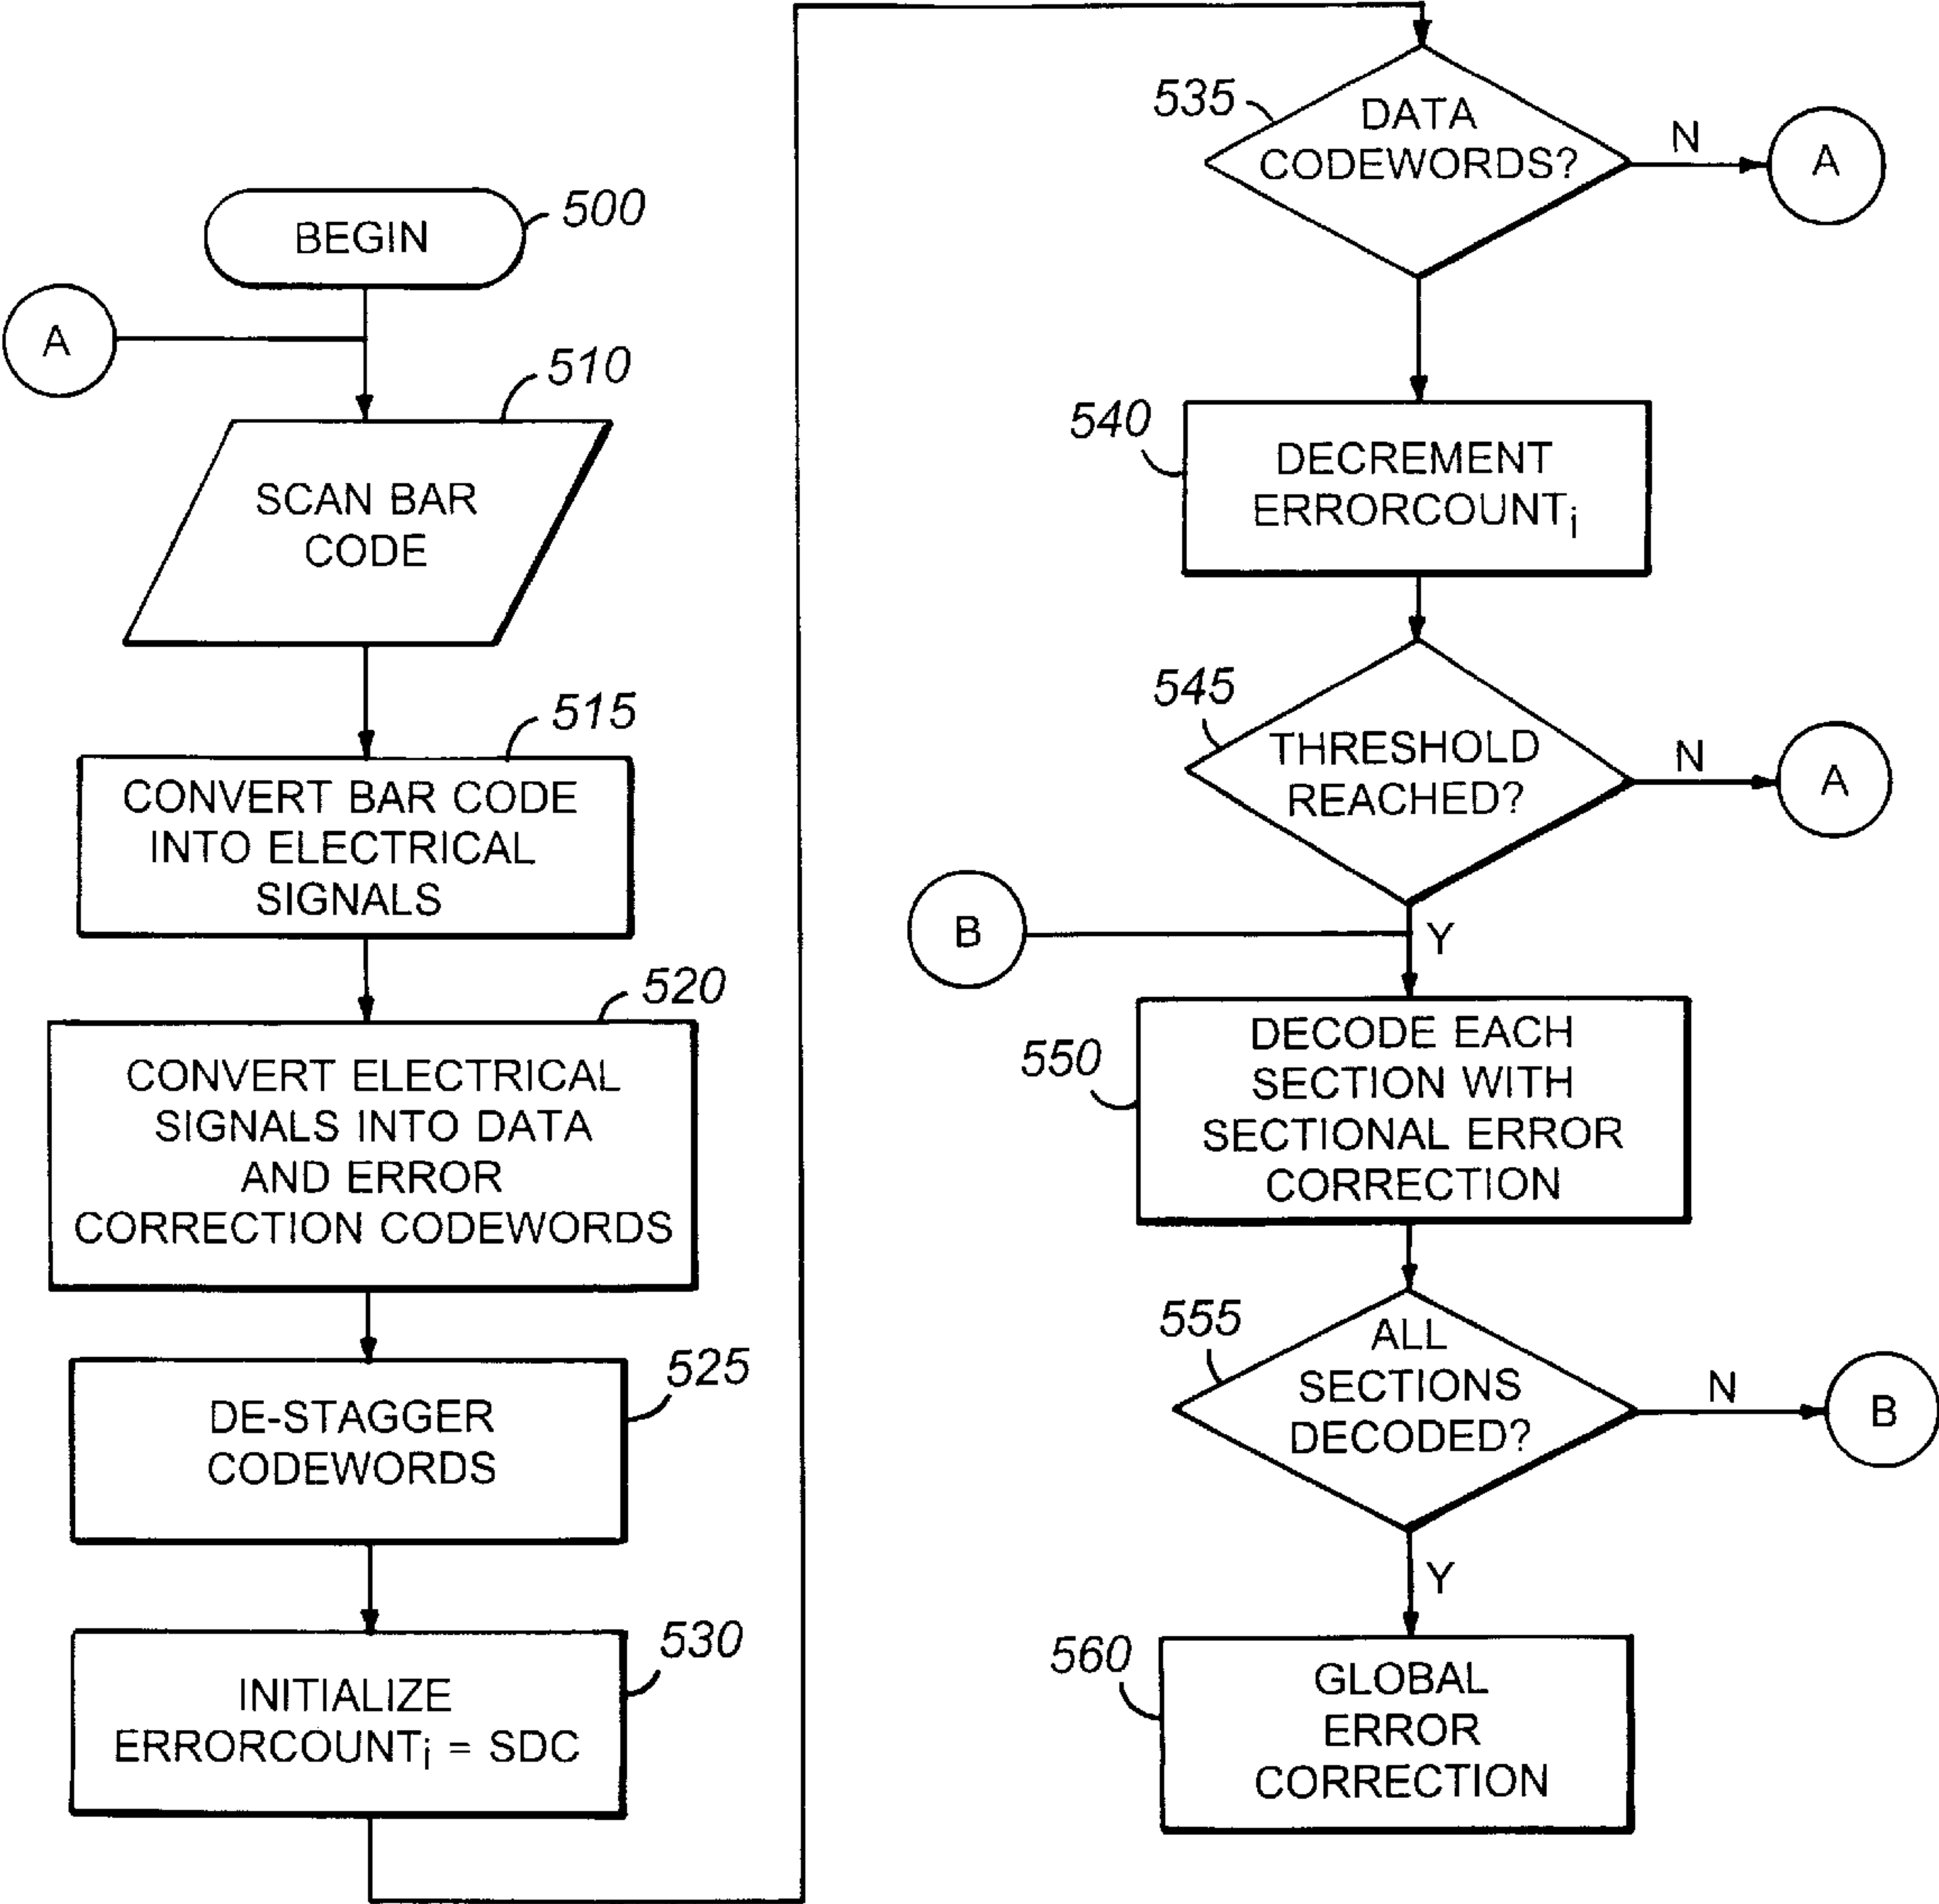 BEGIN
500
A
510
SCAN BAR
CODE
515
CONVERT BAR CODE
INTO ELECTRICAL
SIGNALS
520
CONVERT ELECTRICAL
SIGNALS INTO DATA
AND ERROR
CORRECTION CODEWORDS
525
DE-STAGGER
CODEWORDS
530
INITIALIZE
ERRORCOUNTi = SDC
535
DATA
CODEWORDS?
N
A
540
DECREMENT
ERRORCOUNTi
545
THRESHOLD
REACHED?
N
A
B
Y
550
DECODE EACH
SECTION WITH
SECTIONAL ERROR
CORRECTION
555
ALL
SECTIONS
DECODED?
N
B
Y
560
GLOBAL
ERROR
CORRECTION